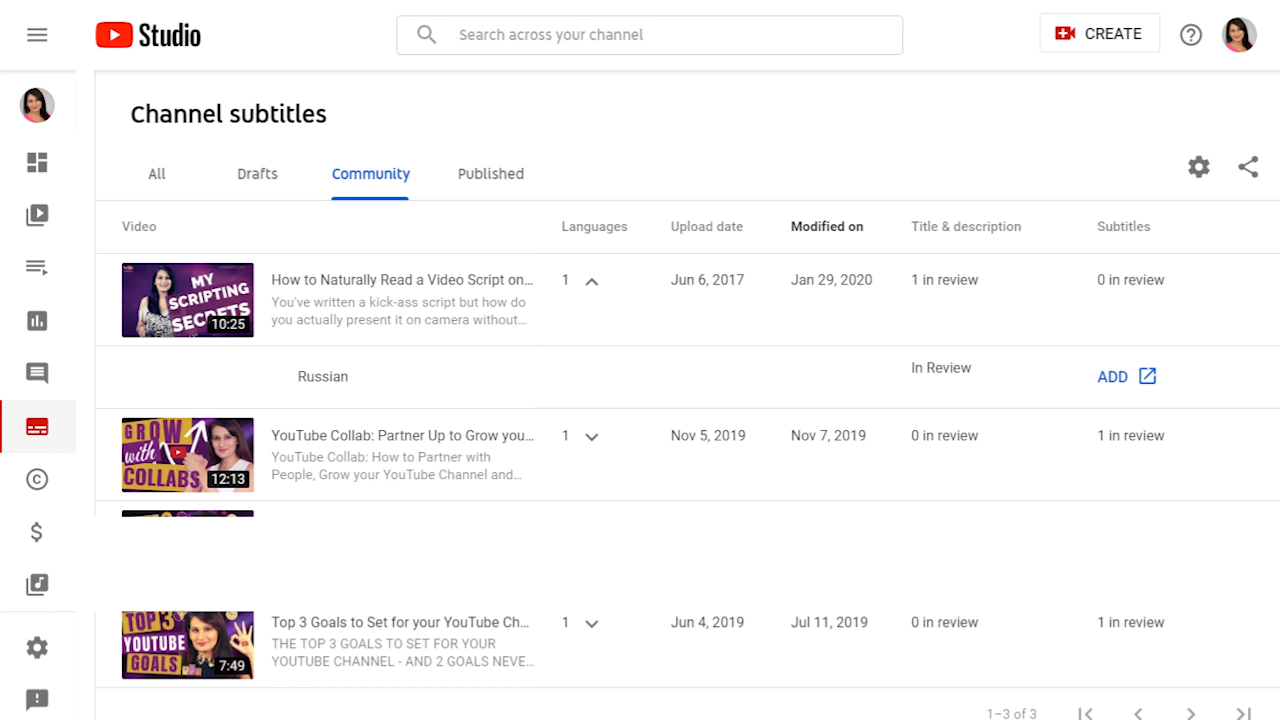 Studio
Search across your channel
CREATE
Channel subtitles
All Drafts Community Published
Video Languages Upload date Modified on Title & description Subtitles
MY
SCRIPTING
SECRETS
10:25
How to Naturally Read a Video Script on...
You've written a kick-ass script but how do
you actually present it on camera without...
1 Jun 6, 2017 Jan 29, 2020 1 in review 0 in review
Russian In Review ADD
GROW
with
COLLABS
12:13
YouTube Collab: Partner Up to Grow you...
YouTube Collab: How to Partner with
People, Grow your YouTube Channel and...
1 Nov 5, 2019 Nov 7, 2019 0 in review 1 in review
TOP 3
YOUTUBE
GOALS
7:49
Top 3 Goals to Set for your YouTube Ch...
THE TOP 3 GOALS TO SET FOR YOUR
YOUTUBE CHANNEL - AND 2 GOALS NEVE...
1 Jun 4, 2019 Jul 11, 2019 0 in review 1 in review
1–3 of 3